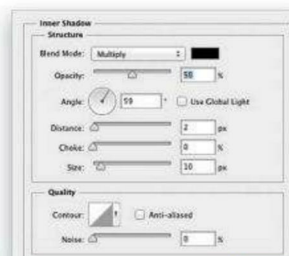 Inner Shadow
Structure
Blend Mode: Multiply
Opacity: %
Angle: 59 ° Use Global Light
Distance: 2 px
Choke: 0 %
Size: 10 px
Quality
Contour: Anti-aliased
Noise: 0 %